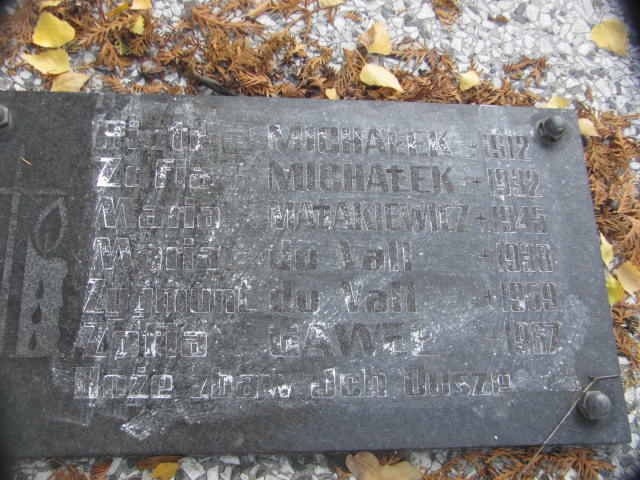 Piotr MICHAŁEK +1912
Zofia MICHAŁEK +1932
Maria MATAKIEWICZ +1945
Maria du Vall +1938
Zygmunt du Vall +1959
Zofia GAWEŁ +1967
Boże zbaw Ich Dusze